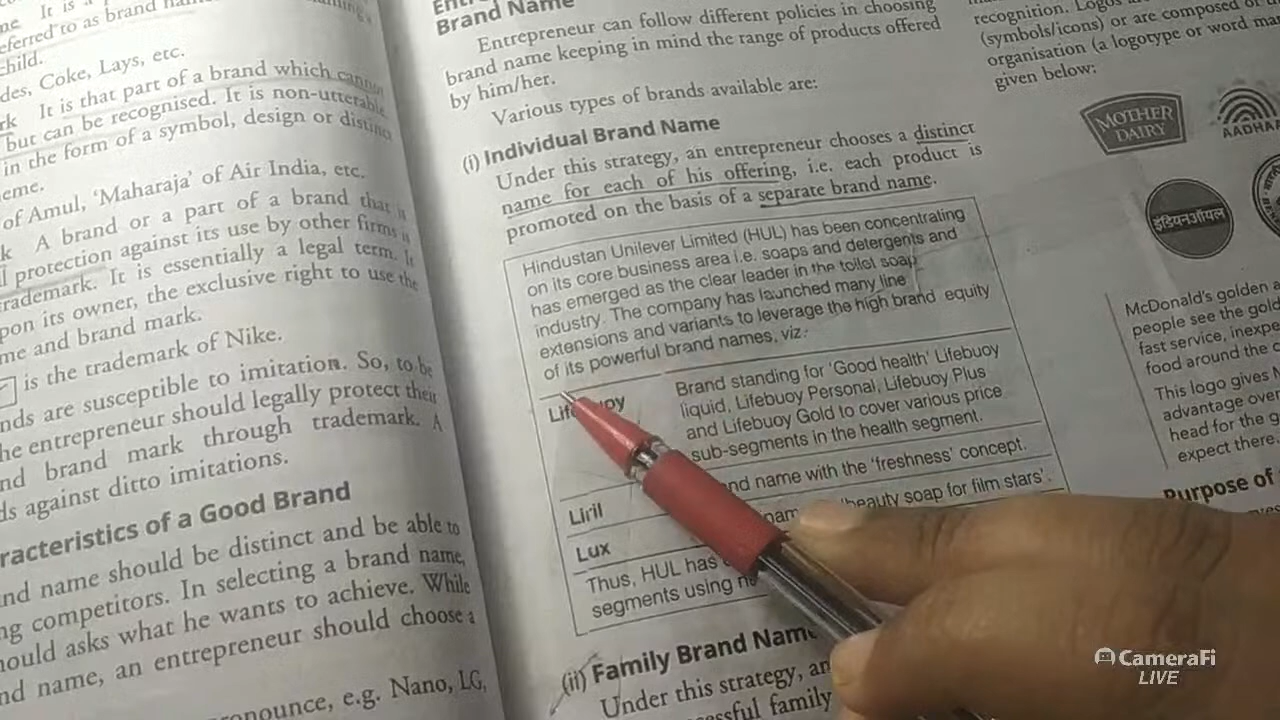 It is a
eferred to as brand
child.
des, Coke, Lays, etc.
It is that part of a brand which cannot
but can be recognised. It is non-utterable
in the form of a symbol, design or distinc
eme.
of Amul, 'Maharaja' of Air India, etc.
k A brand or a part of a brand that is
l protection against its use by other firms is
rademark. It is essentially a legal term. It
pon its owner, the exclusive right to use the
me and brand mark.
is the trademark of Nike.
nds are susceptible to imitation. So, to be
he entrepreneur should legally protect their
nd brand mark through trademark. A
ds against ditto imitations.
racteristics of a Good Brand
nd name should be distinct and be able to
ng competitors. In selecting a brand name,
hould asks what he wants to achieve. While
nd name, an entrepreneur should choose a
ronounce, e.g. Nano, LG,
Brand Name
Entrepreneur can follow different policies in choosing
brand name keeping in mind the range of products offered
by him/her.
Various types of brands available are:
(i) Individual Brand Name
Under this strategy, an entrepreneur chooses a distinct
name for each of his offering, i.e. each product is
promoted on the basis of a separate brand name.
Hindustan Unilever Limited (HUL) has been concentrating
on its core business area i.e. soaps and detergents and
has emerged as the clear leader in the toilet soap
industry. The company has launched many line
extensions and variants to leverage the high brand equity
of its powerful brand names, viz.
Brand standing for 'Good health' Lifebuoy
liquid, Lifebuoy Personal, Lifebuoy Plus
and Lifebuoy Gold to cover various price
sub-segments in the health segment.
Liril nd name with the 'freshness' concept.
Lux nam 'beauty soap for film stars'.
Thus, HUL has
segments using
(ii) Family Brand Name
Under this strategy, an
essful family
recognition. Logos
(symbols/icons) or are composed of
organisation (a logotype or word ma
given below:
MOTHER
DAIRY
AADHA
इंडियनऑयल
McDonald's golden a
people see the gold
fast service, inexpe
food around the c
This logo gives M
advantage over
head for the g
expect there.
Purpose of
CameraFi
LIVE